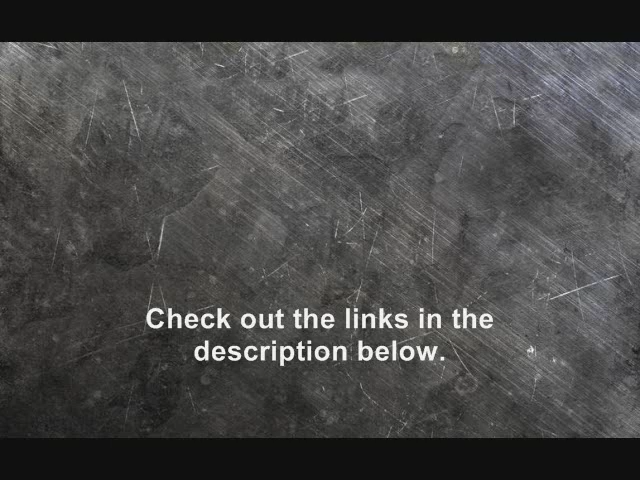 Check out the links in the
description below.